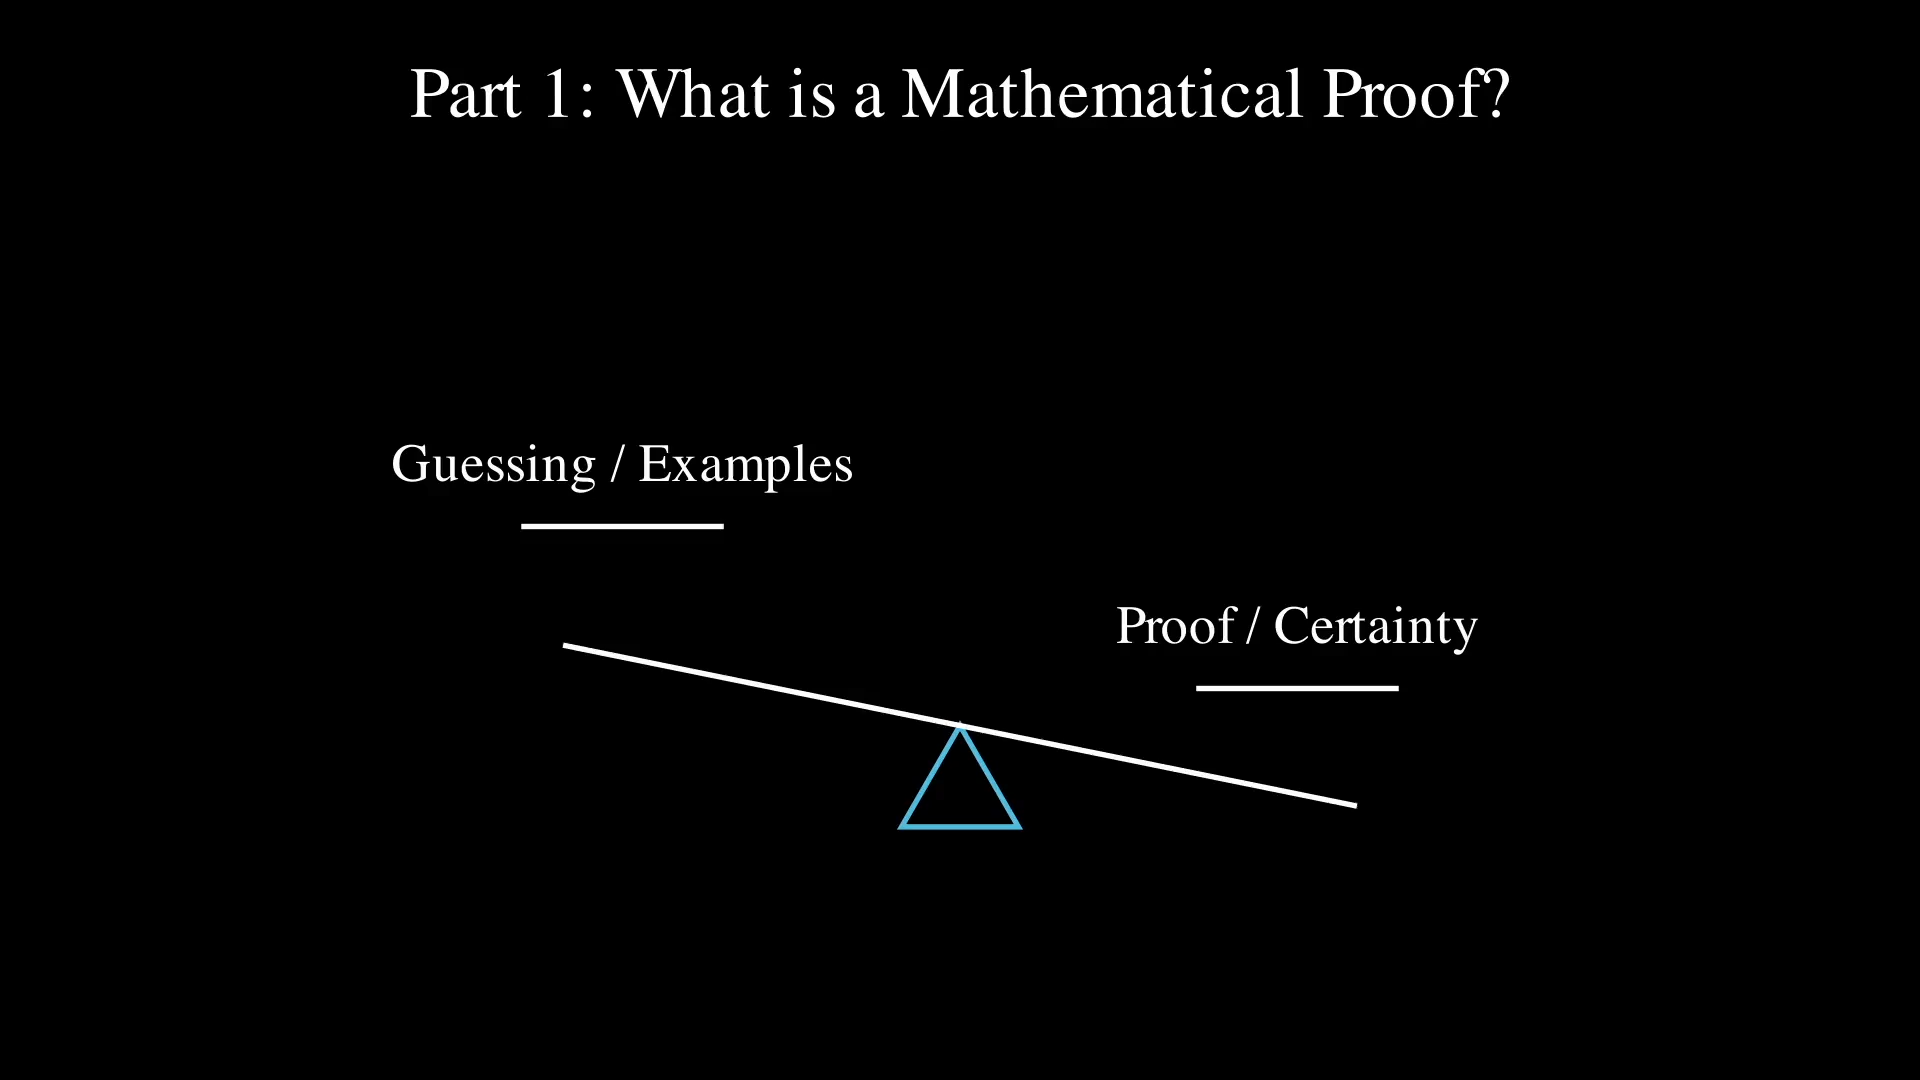 Part 1: What is a Mathematical Proof?
Guessing / Examples
Proof / Certainty